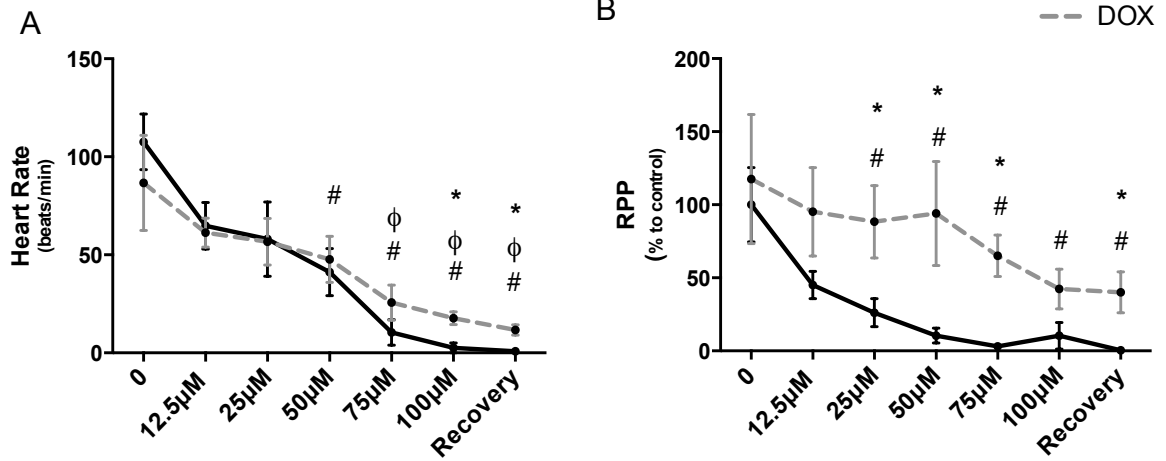 A
150
100
50
0
Heart Rate
(beats/min)
#
ϕ
#
*
ϕ
#
*
ϕ
#
0
12.5µM
25µM
50µM
75µM
100µM
Recovery
B
DOX
200
150
100
50
0
RPP
(% to control)
*
#
*
#
*
#
#
*
#
0
12.5µM
25µM
50µM
75µM
100µM
Recovery